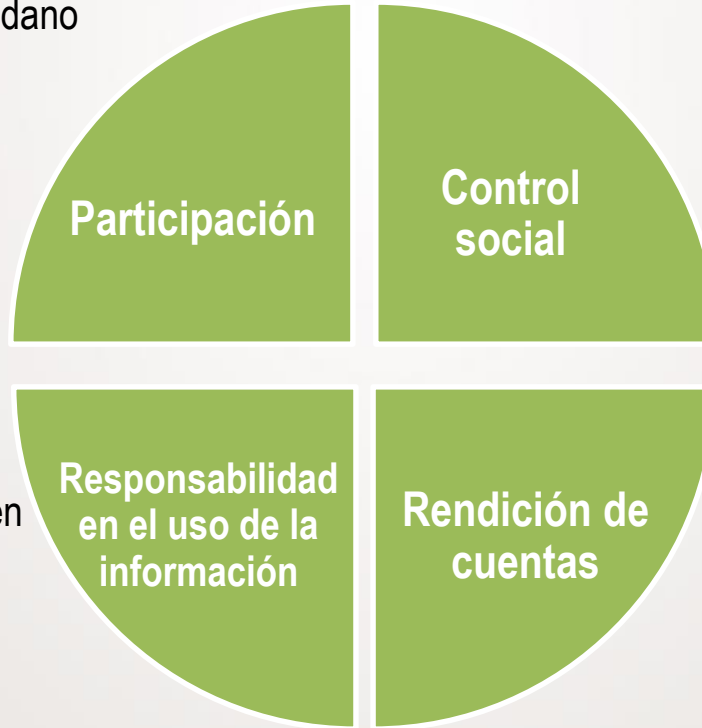 dano
Participación
Control
social
Responsabilidad
en el uso de la
información
en
Rendición de
cuentas